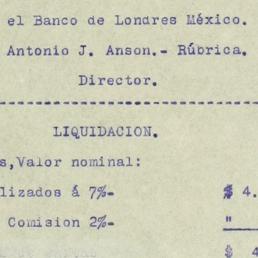 el Banco de Londres México.
Antonio J. Anson.- Rúbrica.
Director.
LIQUIDACION.
s,Valor nominal:
lizados á 7%- $ 4.
Comision 2%- "
$ 4